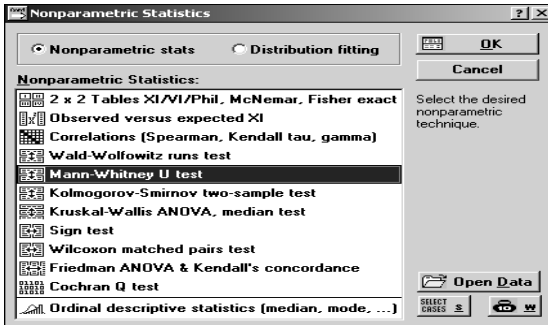 Nonparametric Statistics
Nonparametric stats
Distribution fitting
OK
Cancel
Nonparametric Statistics:
2 x 2 Tables XI/VI/Phil, McNemar, Fisher exact
Observed versus expected XI
Correlations (Spearman, Kendall tau, gamma)
Wald-Wolfowitz runs test
Mann-Whitney U test
Kolmogorov-Smirnov two-sample test
Kruskal-Wallis ANOVA, median test
Sign test
Wilcoxon matched pairs test
Friedman ANOVA & Kendall's concordance
Cochran Q test
Ordinal descriptive statistics (median, mode, ...)
Select the desired
nonparametric
technique.
Open Data
SELECT
CASES S
W